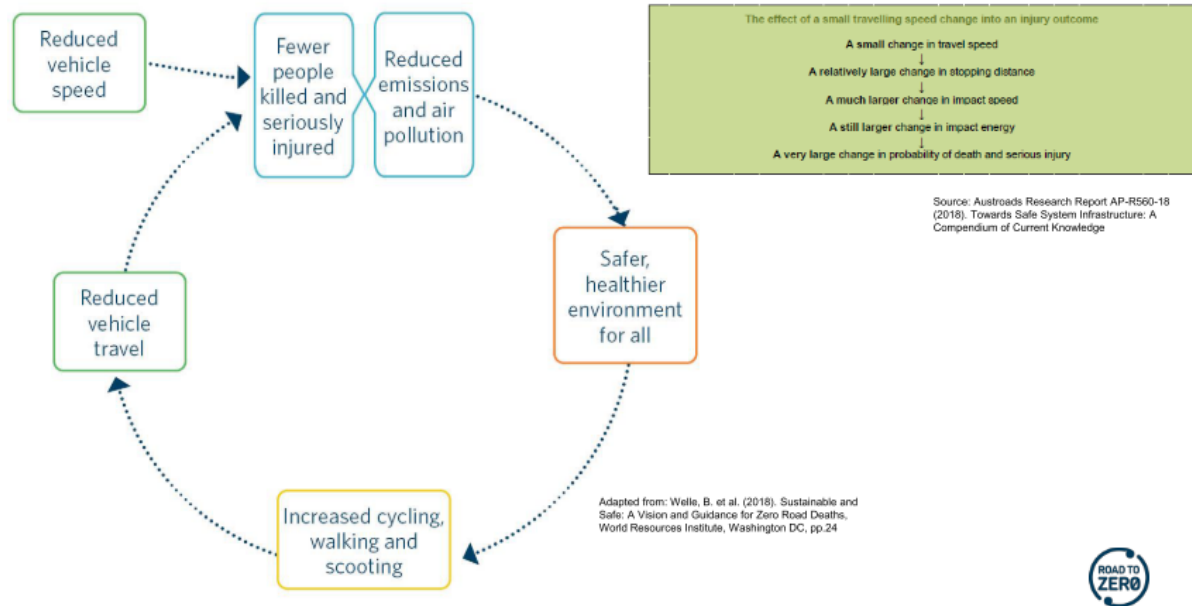 Reduced
vehicle
speed
Fewer
people
killed and
seriously
injured
Reduced
emissions
and air
pollution
The effect of a small travelling speed change into an injury outcome
A small change in travel speed
A relatively large change in stopping distance
A much larger change in impact speed
A still larger change in impact energy
A very large change in probability of death and serious injury
Source: Austroads Research Report AP-R560-18
(2018). Towards Safe System Infrastructure: A
Compendium of Current Knowledge
Safer,
healthier
environment
for all
Reduced
vehicle
travel
Increased cycling,
walking and
scooting
Adapted from: Welle, B. et al. (2018). Sustainable and
Safe: A Vision and Guidance for Zero Road Deaths,
World Resources Institute, Washington DC, pp.24
ROAD TO
ZERO